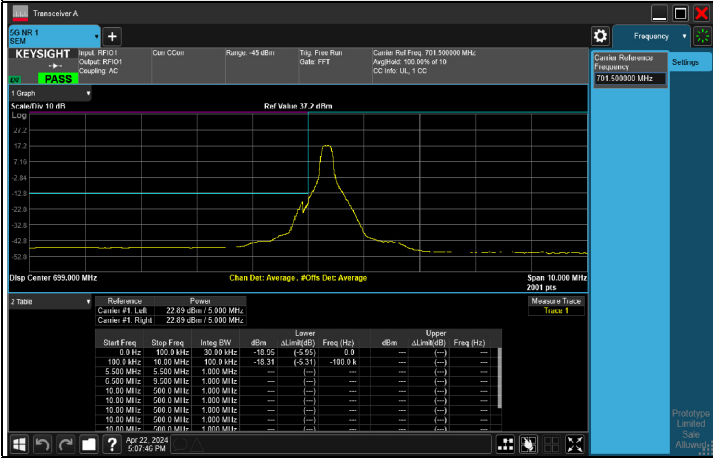 Transceiver A
5G NR 1
SEM
Frequency
KEYSIGHT
PASS
Input: RFIO1
Output: RFIO1
Coupling: AC
Corr CCorr
Range: -45 dBm
Trig: Free Run
Gate: FFT
Carrier Ref Freq: 701.500000 MHz
Avg|Hold: 100.00% of 10
CC Info: UL, 1 CC
Carrier Reference
Frequency
701.500000 MHz
Settings
1 Graph
Scale/Div 10 dB
Ref Value 37.2 dBm
Log
27.2
17.2
7.16
-2.84
-12.8
-22.8
-32.8
-42.8
-52.8
Disp Center 699.000 MHz
Chan Det: Average , #Offs Det: Average
Span 10.000 MHz
2001 pts
2 Table
Measure Trace
Trace 1
Reference Power
Carrier #1. Left 22.89 dBm / 5.000 MHz
Carrier #1. Right 22.89 dBm / 5.000 MHz
Lower Upper
Start Freq Stop Freq Integ BW dBm ΔLimit(dB) Freq (Hz) dBm ΔLimit(dB) Freq (Hz)
0.0 Hz 100.0 kHz 30.00 kHz -18.95 (-5.95) 0.0 --- (---) ---
100.0 kHz 10.00 MHz 100.0 kHz -18.31 (-5.31) -100.0 k --- (---) ---
5.500 MHz 5.500 MHz 1.000 MHz --- (---) --- --- (---) ---
6.500 MHz 9.500 MHz 1.000 MHz --- (---) --- --- (---) ---
10.00 MHz 500.0 MHz 1.000 MHz --- (---) --- --- (---) ---
10.00 MHz 500.0 MHz 1.000 MHz --- (---) --- --- (---) ---
10.00 MHz 500.0 MHz 1.000 MHz --- (---) --- --- (---) ---
10.00 MHz 500.0 MHz 1.000 MHz --- (---) --- --- (---) ---
Apr 22, 2024
5:07:46 PM
Prototype
Limited
Sale
Allowed